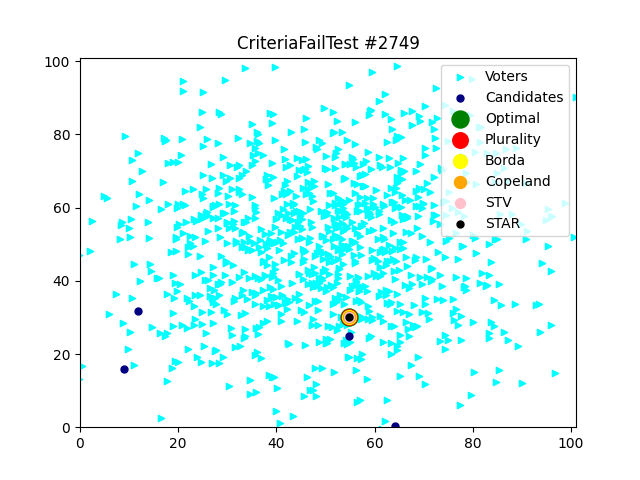 CriteriaFailTest #2749
100
80
60
40
20
0
0 20 40 60 80 100
Voters
Candidates
Optimal
Plurality
Borda
Copeland
STV
STAR